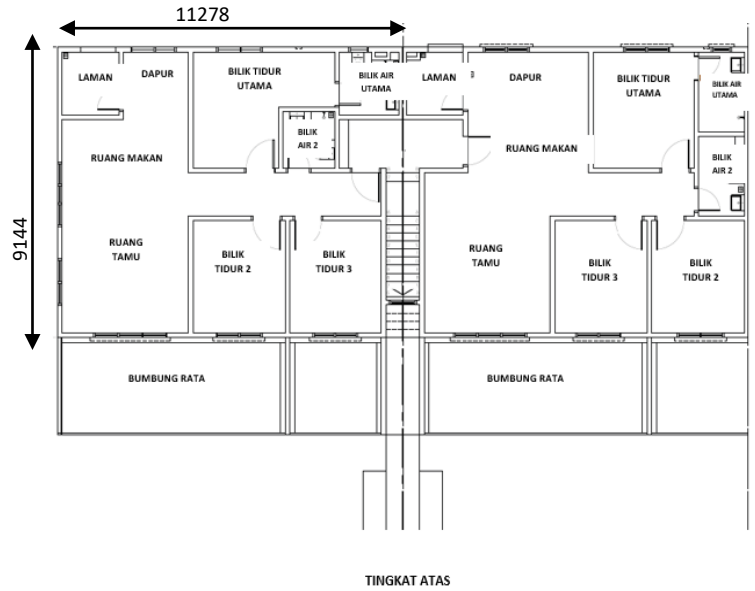 11278
9144
LAMAN
DAPUR
BILIK TIDUR
UTAMA
BILIK AIR
UTAMA
LAMAN
DAPUR
BILIK TIDUR
UTAMA
BILIK AIR
UTAMA
BILIK
AIR 2
RUANG MAKAN
RUANG MAKAN
BILIK
AIR 2
RUANG
TAMU
BILIK
TIDUR 2
BILIK
TIDUR 3
RUANG
TAMU
BILIK
TIDUR 3
BILIK
TIDUR 2
BUMBUNG RATA
BUMBUNG RATA
TINGKAT ATAS